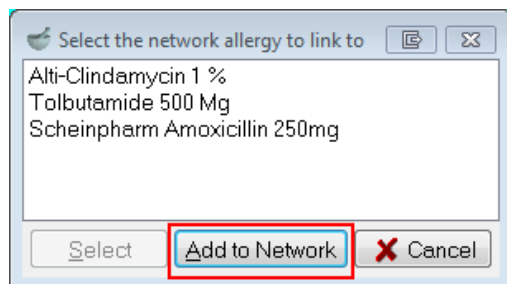 Select the network allergy to link to
Alti-Clindamycin 1 %
Tolbutamide 500 Mg
Scheinpharm Amoxicillin 250mg
Select Add to Network Cancel